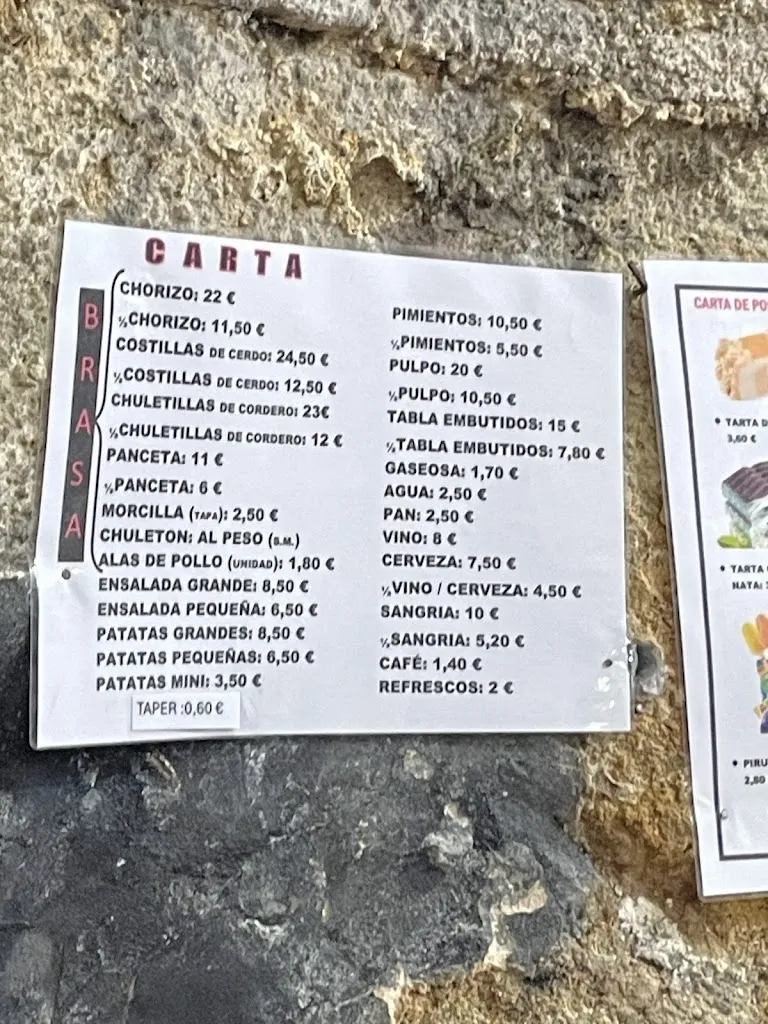 CARTA
BRASA
CHORIZO: 22 €
½CHORIZO: 11,50 €
COSTILLAS DE CERDO: 24,50 €
½COSTILLAS DE CERDO: 12,50 €
CHULETILLAS DE CORDERO: 23€
½CHULETILLAS DE CORDERO: 12 €
PANCETA: 11 €
½PANCETA: 6 €
MORCILLA (TAPA): 2,50 €
CHULETON: AL PESO (S.M.)
ALAS DE POLLO (UNIDAD): 1,80 €
ENSALADA GRANDE: 8,50 €
ENSALADA PEQUEÑA: 6,50 €
PATATAS GRANDES: 8,50 €
PATATAS PEQUEÑAS: 6,50 €
PATATAS MINI: 3,50 €
TAPER :0,60 €
PIMIENTOS: 10,50 €
½PIMIENTOS: 5,50 €
PULPO: 20 €
½PULPO: 10,50 €
TABLA EMBUTIDOS: 15 €
½TABLA EMBUTIDOS: 7,80 €
GASEOSA: 1,70 €
AGUA: 2,50 €
PAN: 2,50 €
VINO: 8 €
CERVEZA: 7,50 €
½VINO / CERVEZA: 4,50 €
SANGRIA: 10 €
½SANGRIA: 5,20 €
CAFÉ: 1,40 €
REFRESCOS: 2 €
CARTA DE PO
• TARTA D
3,60 €
• TARTA
NATA:
• PIRU
2,80